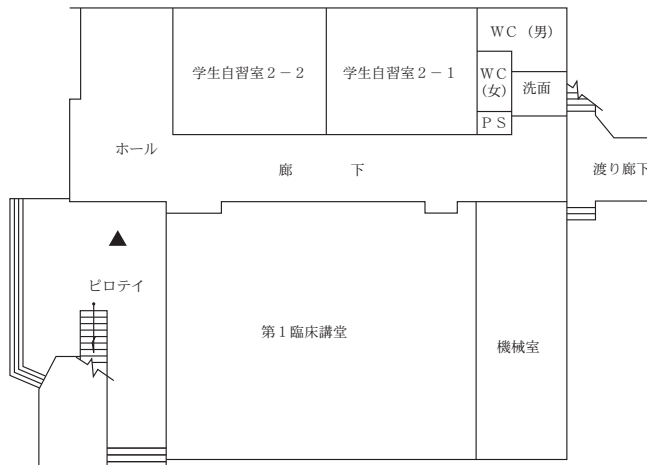 WC（男）
学生自習室２－２
学生自習室２－１
WC
（女）
洗面
PS
ホール
廊下
渡り廊下
ピロテイ
第１臨床講堂
機械室